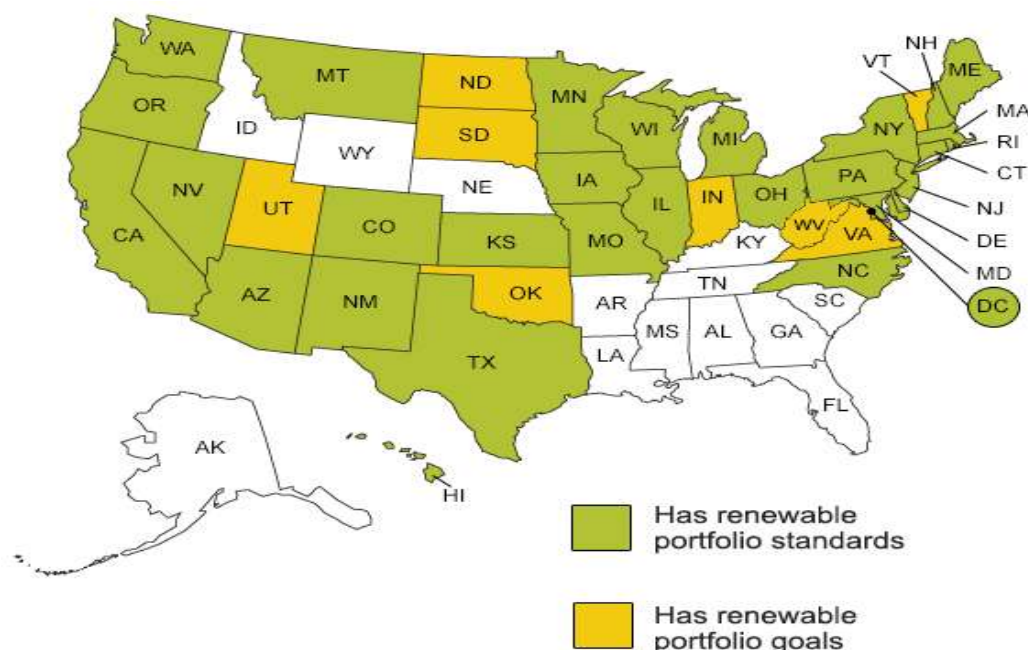 WA
MT
ND
MN
OR
ID
SD
WI
MI
NY
VT
NH
ME
MA
RI
CT
NJ
DE
MD
DC
WY
NV
UT
NE
IA
IL
IN
OH
PA
CA
CO
KS
MO
KY
WV
VA
AZ
NM
OK
AR
TN
NC
SC
TX
LA
MS
AL
GA
FL
AK
HI
Has renewable
portfolio standards
Has renewable
portfolio goals